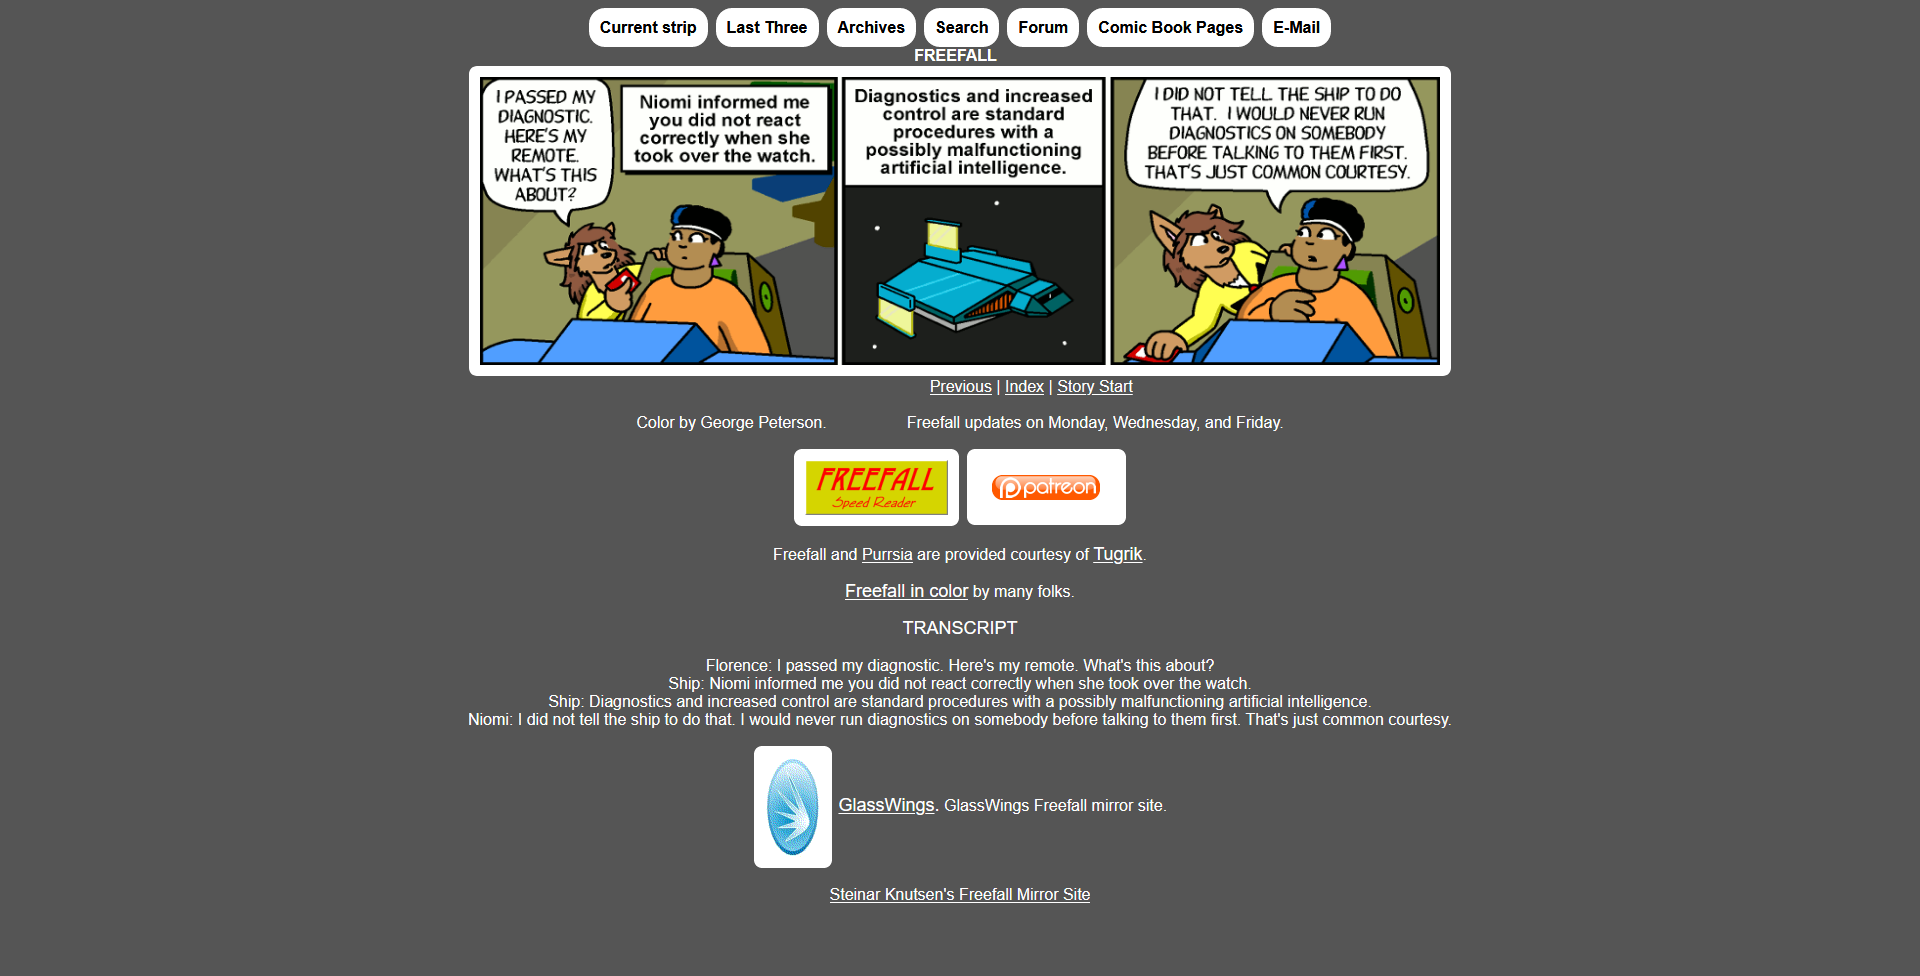 Current strip Last Three Archives Search Forum Comic Book Pages E-Mail
FREEFALL
I PASSED MY
DIAGNOSTIC.
HERE'S MY
REMOTE.
WHAT'S THIS
ABOUT?
Niomi informed me
you did not react
correctly when she
took over the watch.
Diagnostics and increased
control are standard
procedures with a
possibly malfunctioning
artificial intelligence.
I DID NOT TELL THE SHIP TO DO
THAT. I WOULD NEVER RUN
DIAGNOSTICS ON SOMEBODY
BEFORE TALKING TO THEM FIRST.
THAT'S JUST COMMON COURTESY.
Previous | Index | Story Start
Color by George Peterson. Freefall updates on Monday, Wednesday, and Friday.
FREEFALL
Speed Reader
patreon
Freefall and Purrsia are provided courtesy of Tugrik.
Freefall in color by many folks.
TRANSCRIPT
Florence: I passed my diagnostic. Here's my remote. What's this about?
Ship: Niomi informed me you did not react correctly when she took over the watch.
Ship: Diagnostics and increased control are standard procedures with a possibly malfunctioning artificial intelligence.
Niomi: I did not tell the ship to do that. I would never run diagnostics on somebody before talking to them first. That's just common courtesy.
GlassWings. GlassWings Freefall mirror site.
Steinar Knutsen's Freefall Mirror Site